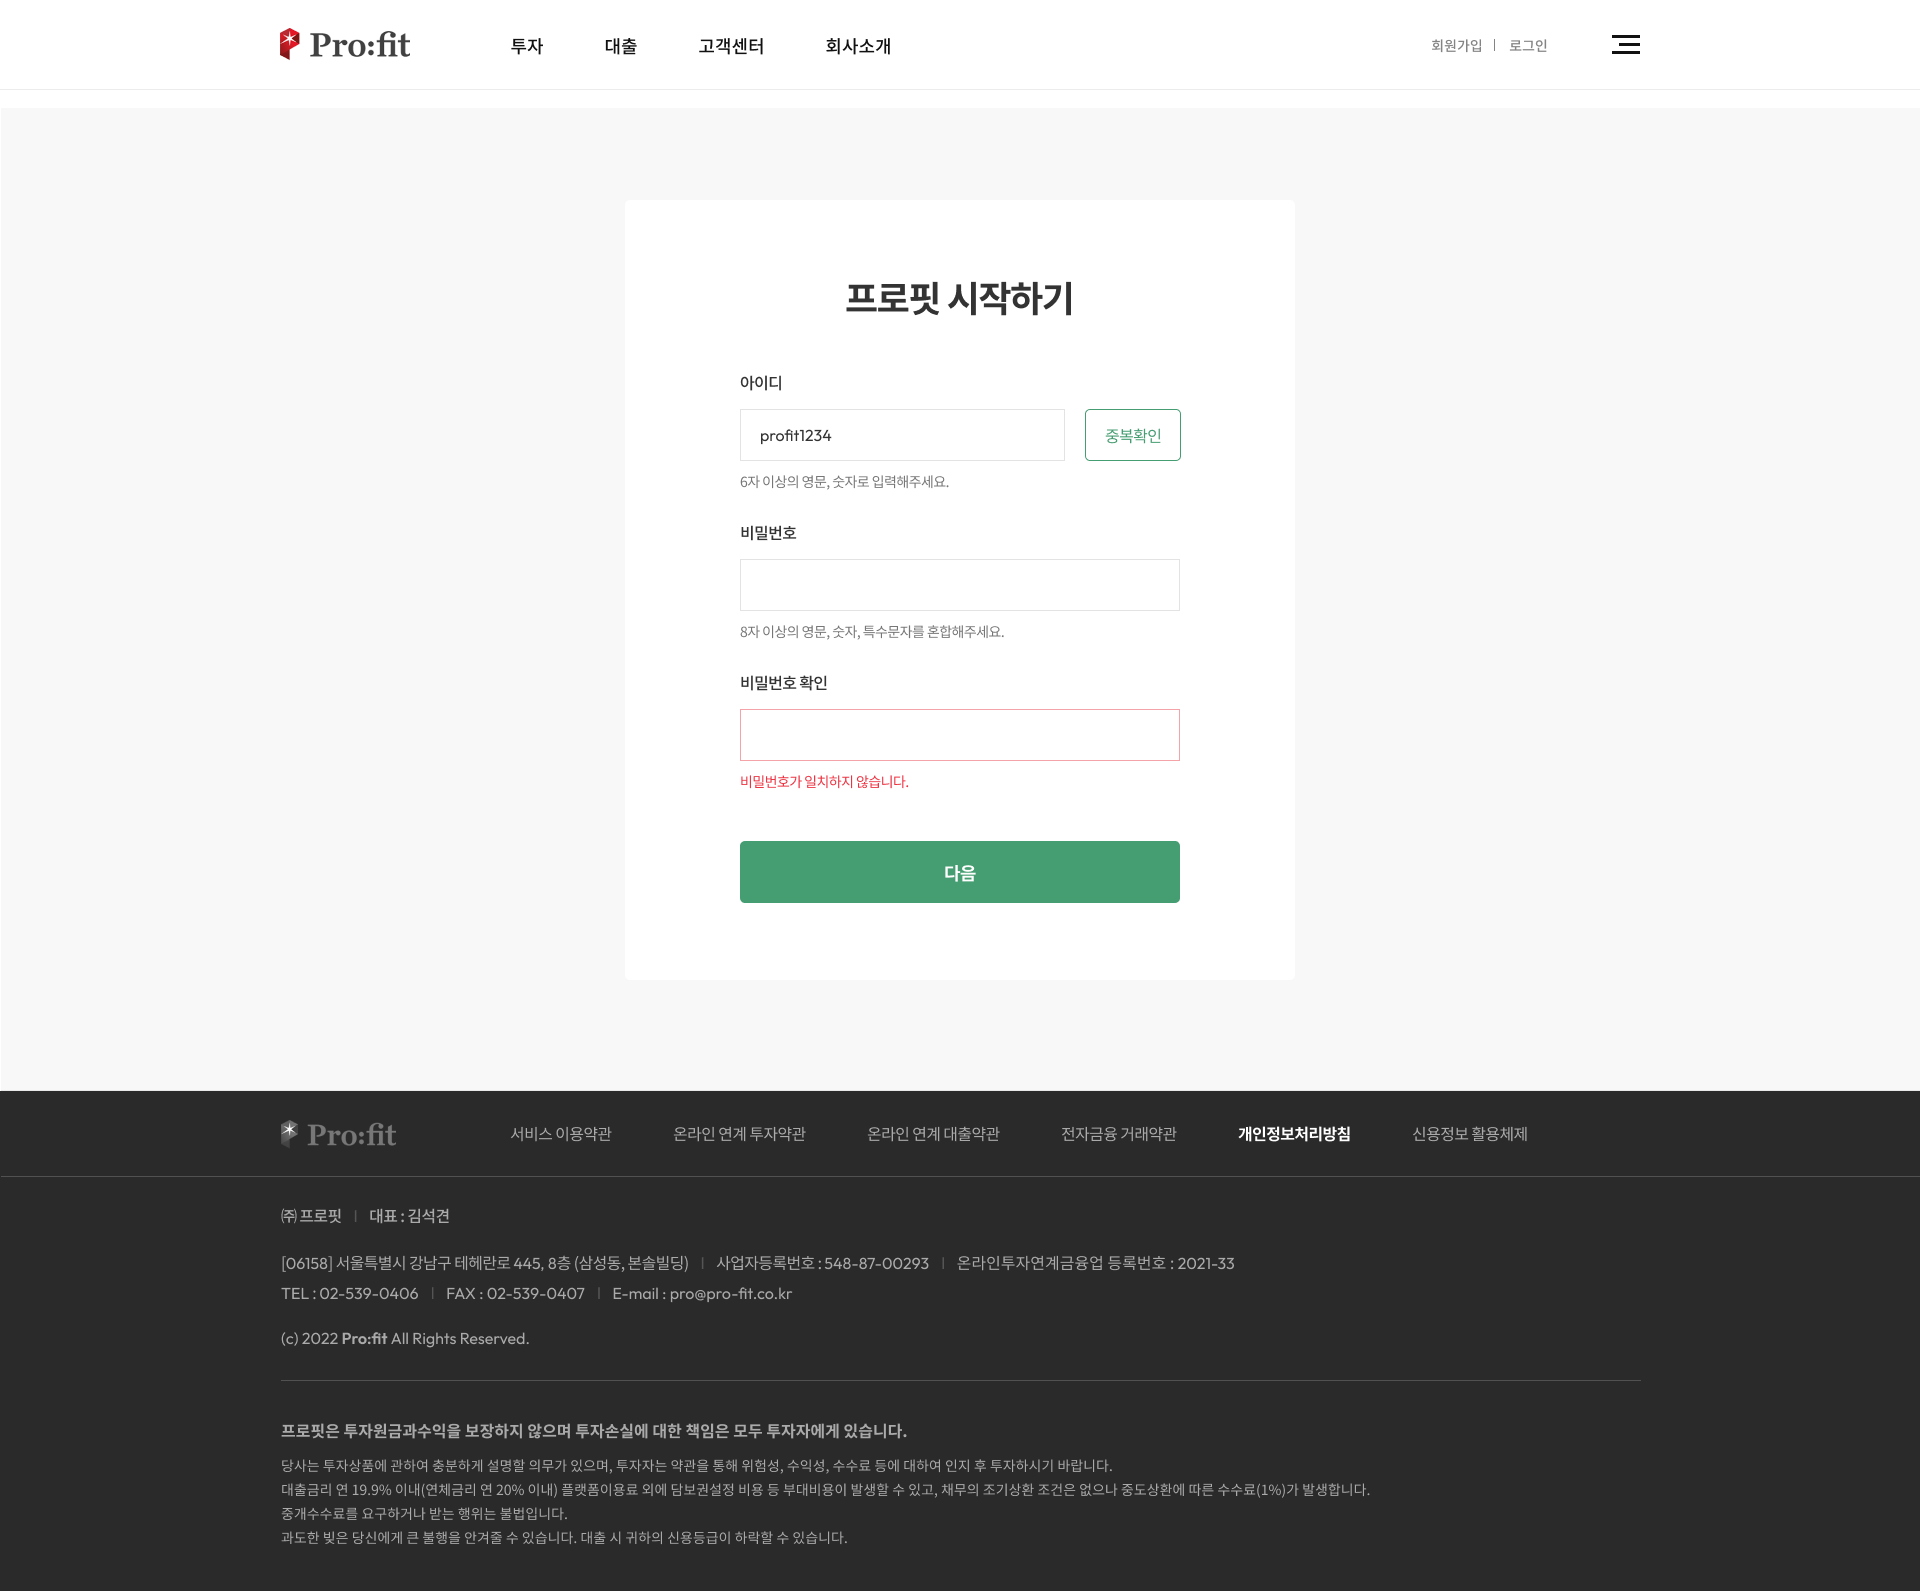 Pro:fit 투자 대출 고객센터 회사소개 회원가입 | 로그인
프로핏 시작하기
아이디
profit1234 중복확인
6자 이상의 영문, 숫자로 입력해주세요.
비밀번호
8자 이상의 영문, 숫자, 특수문자를 혼합해주세요.
비밀번호 확인
비밀번호가 일치하지 않습니다.
다음
Pro:fit 서비스 이용약관 온라인 연계 투자약관 온라인 연계 대출약관 전자금융 거래약관 개인정보처리방침 신용정보 활용체제
㈜ 프로핏 | 대표 : 김석견
[06158] 서울특별시 강남구 테헤란로 445, 8층 (삼성동, 본솔빌딩) | 사업자등록번호 : 548-87-00293 | 온라인투자연계금융업 등록번호 : 2021-33
TEL : 02-539-0406 | FAX : 02-539-0407 | E-mail : pro@pro-fit.co.kr
(c) 2022 Pro:fit All Rights Reserved.
프로핏은 투자원금과수익을 보장하지 않으며 투자손실에 대한 책임은 모두 투자자에게 있습니다.
당사는 투자상품에 관하여 충분하게 설명할 의무가 있으며, 투자자는 약관을 통해 위험성, 수익성, 수수료 등에 대하여 인지 후 투자하시기 바랍니다.
대출금리 연 19.9% 이내(연체금리 연 20% 이내) 플랫폼이용료 외에 담보권설정 비용 등 부대비용이 발생할 수 있고, 채무의 조기상환 조건은 없으나 중도상환에 따른 수수료(1%)가 발생합니다.
중개수수료를 요구하거나 받는 행위는 불법입니다.
과도한 빚은 당신에게 큰 불행을 안겨줄 수 있습니다. 대출 시 귀하의 신용등급이 하락할 수 있습니다.